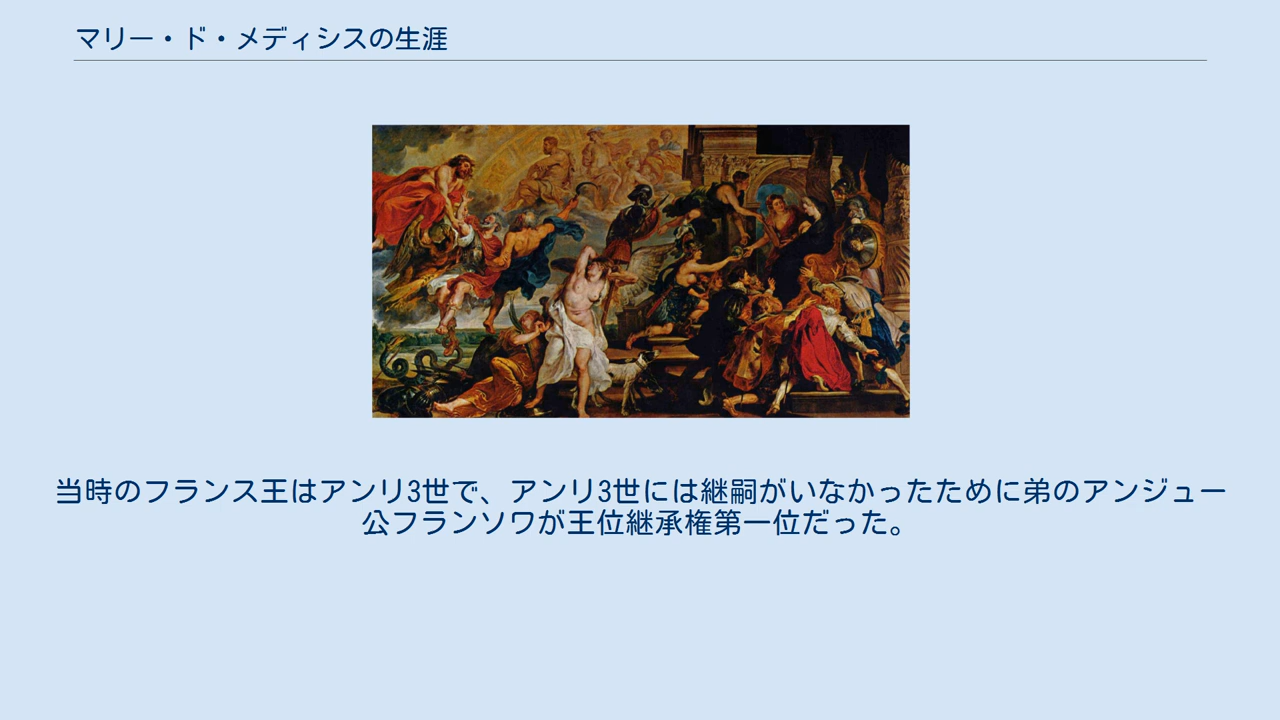 マリー・ド・メディシスの生涯
当時のフランス王はアンリ3世で、アンリ3世には継嗣がいなかったために弟のアンジュー
公フランソワが王位継承権第一位だった。